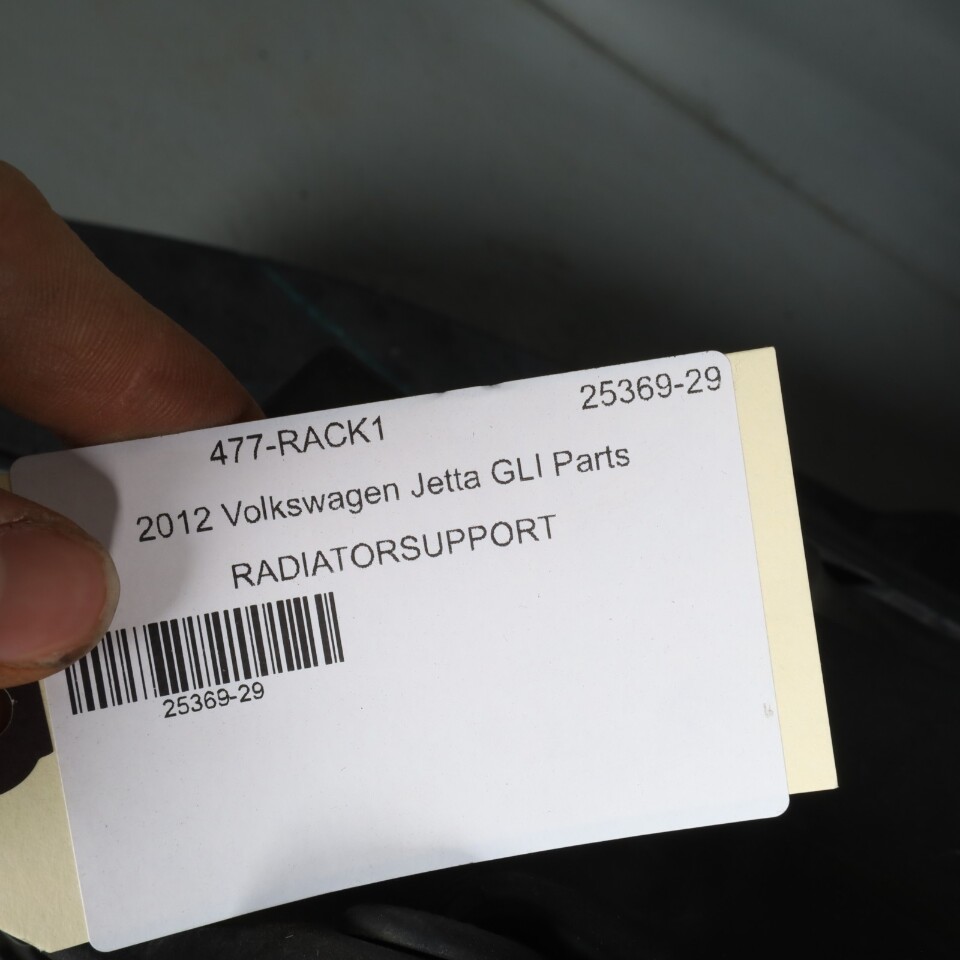 477-RACK1 25369-29
2012 Volkswagen Jetta GLI Parts
RADIATORSUPPORT
25369-29